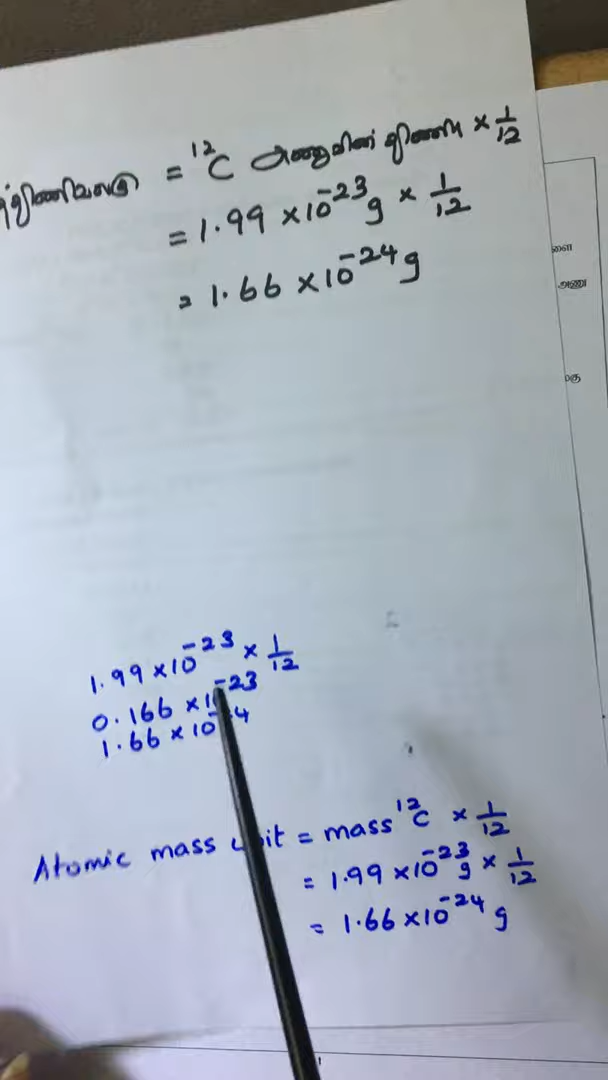 = ¹²C அணுவின் திணிவு × 1/12
= 1.99 × 10⁻²³ g × 1/12
= 1.66 × 10⁻²⁴ g
ளை
அணு
1.99 × 10⁻²³ × 1/12
0.166 × 10⁻²³
1.66 × 10⁻²⁴
Atomic mass unit = mass ¹²C × 1/12
= 1.99 × 10⁻²³ g × 1/12
= 1.66 × 10⁻²⁴ g